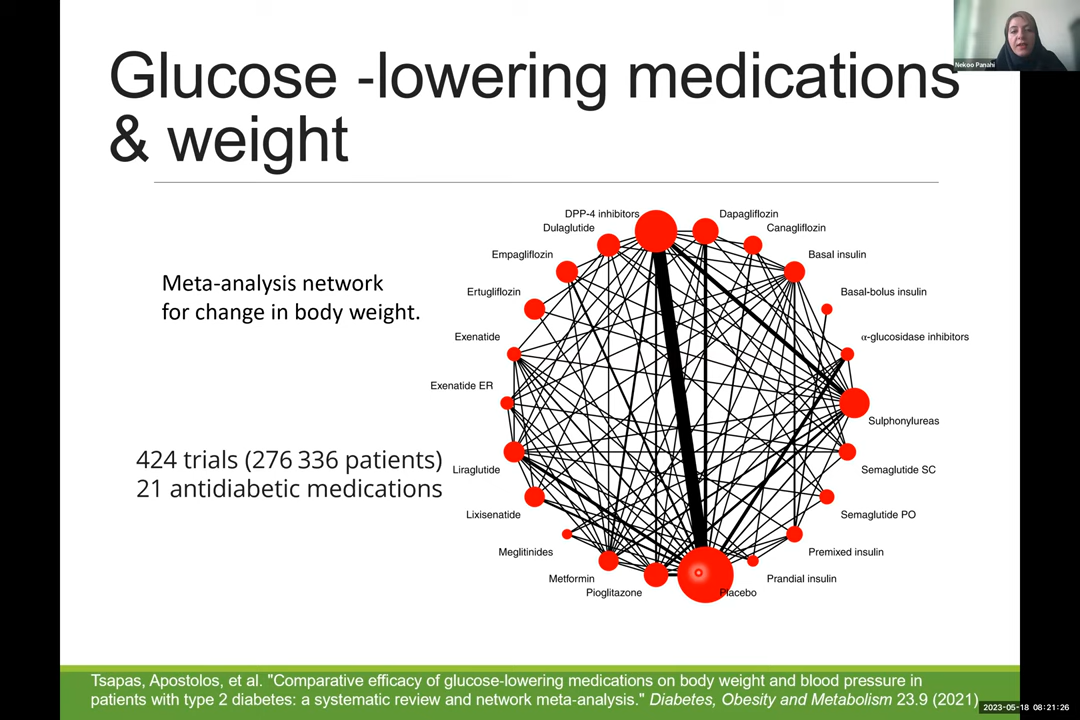 Glucose -lowering medications
& weight
Nekoo Panahi
Meta-analysis network
for change in body weight.
424 trials (276 336 patients)
21 antidiabetic medications
DPP-4 inhibitors
Dapagliflozin
Dulaglutide
Canagliflozin
Empagliflozin
Basal insulin
Ertugliflozin
Basal-bolus insulin
Exenatide
α-glucosidase inhibitors
Exenatide ER
Sulphonylureas
Liraglutide
Semaglutide SC
Lixisenatide
Semaglutide PO
Meglitinides
Premixed insulin
Metformin
Prandial insulin
Pioglitazone
Placebo
Tsapas, Apostolos, et al. "Comparative efficacy of glucose-lowering medications on body weight and blood pressure in
patients with type 2 diabetes: a systematic review and network meta-analysis." Diabetes, Obesity and Metabolism 23.9 (2021)
2023-05-18 08:21:26